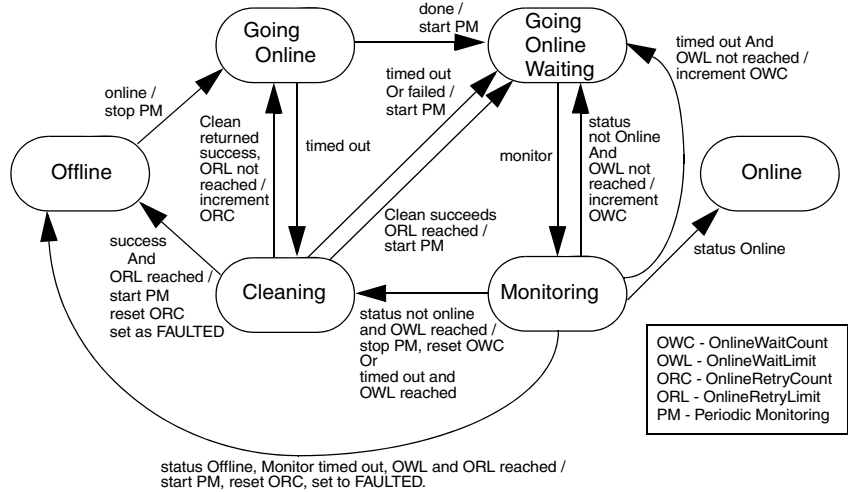 done /
start PM
Going
Online
Going
Online
Waiting
timed out And
OWL not reached /
increment OWC
online /
stop PM
timed out
Or failed /
start PM
Clean
returned
success,
ORL not
reached /
increment
ORC
timed out
monitor
status
not Online
And
OWL not
reached /
increment
OWC
Offline
Online
Clean succeeds
ORL reached /
start PM
status Online
success
And
ORL reached /
start PM
reset ORC
set as FAULTED
Cleaning
Monitoring
status not online
and OWL reached /
stop PM, reset OWC
Or
timed out and
OWL reached
OWC - OnlineWaitCount
OWL - OnlineWaitLimit
ORC - OnlineRetryCount
ORL - OnlineRetryLimit
PM - Periodic Monitoring
status Offline, Monitor timed out, OWL and ORL reached /
start PM, reset ORC, set to FAULTED.